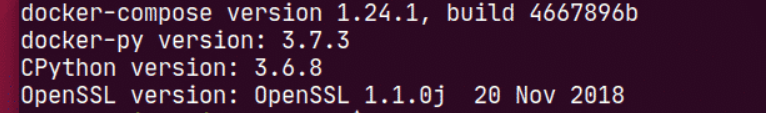 docker-compose version 1.24.1, build 4667896b
docker-py version: 3.7.3
CPython version: 3.6.8
OpenSSL version: OpenSSL 1.1.0j  20 Nov 2018